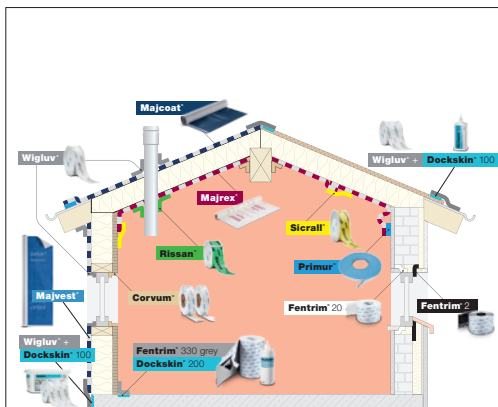 Majcoat®
Wigluv®
Wigluv® + Dockskin® 100
Majrex®
Sicrall®
Rissan®
Primur®
Majvest®
Corvum®
Fentrim® 20
Fentrim® 2
Wigluv® +
Dockskin® 100
Fentrim® 330 grey
Dockskin® 200